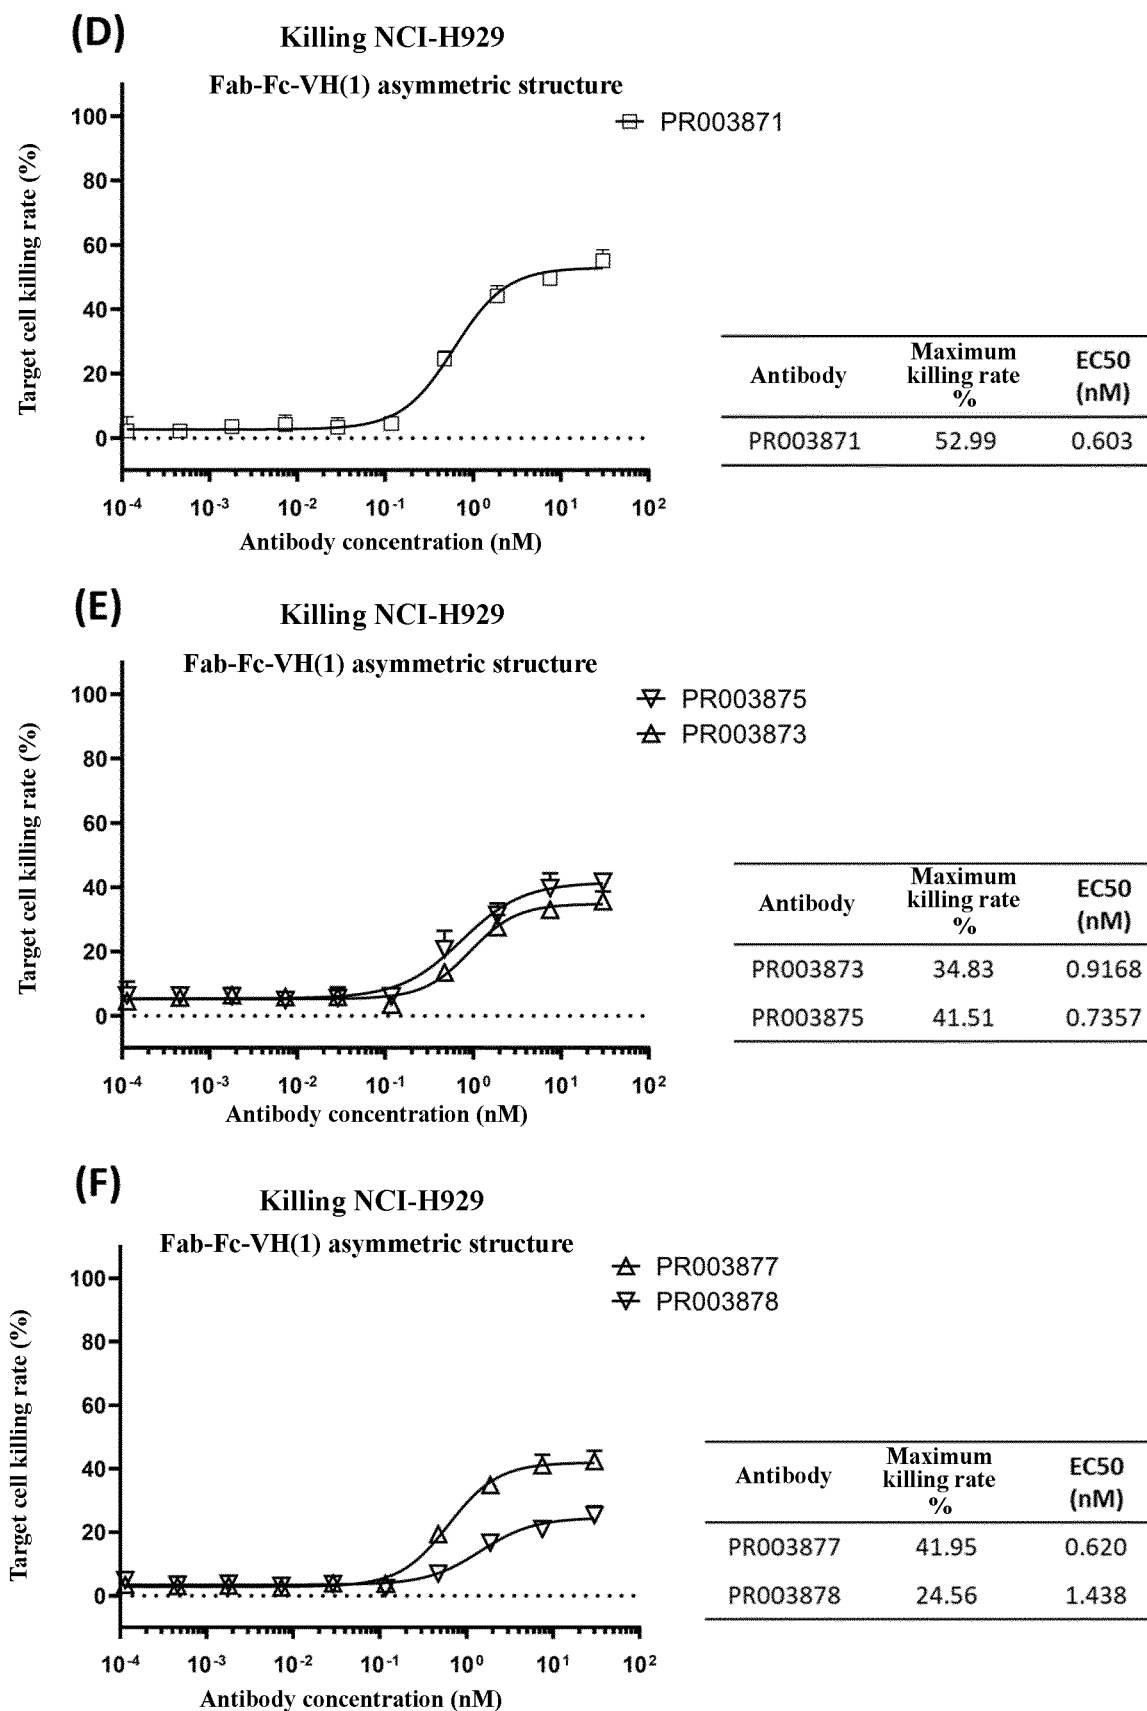 (D)
Killing NCI-H929
Fab-Fc-VH(1) asymmetric structure
PR003871
Target cell killing rate (%)
100
80
60
40
20
0
10-4 10-3 10-2 10-1 100 101 102
Antibody concentration (nM)
Antibody Maximum killing rate % EC50 (nM)
PR003871 52.99 0.603
(E)
Killing NCI-H929
Fab-Fc-VH(1) asymmetric structure
PR003875
PR003873
Target cell killing rate (%)
100
80
60
40
20
0
10-4 10-3 10-2 10-1 100 101 102
Antibody concentration (nM)
Antibody Maximum killing rate % EC50 (nM)
PR003873 34.83 0.9168
PR003875 41.51 0.7357
(F)
Killing NCI-H929
Fab-Fc-VH(1) asymmetric structure
PR003877
PR003878
Target cell killing rate (%)
100
80
60
40
20
0
10-4 10-3 10-2 10-1 100 101 102
Antibody concentration (nM)
Antibody Maximum killing rate % EC50 (nM)
PR003877 41.95 0.620
PR003878 24.56 1.438